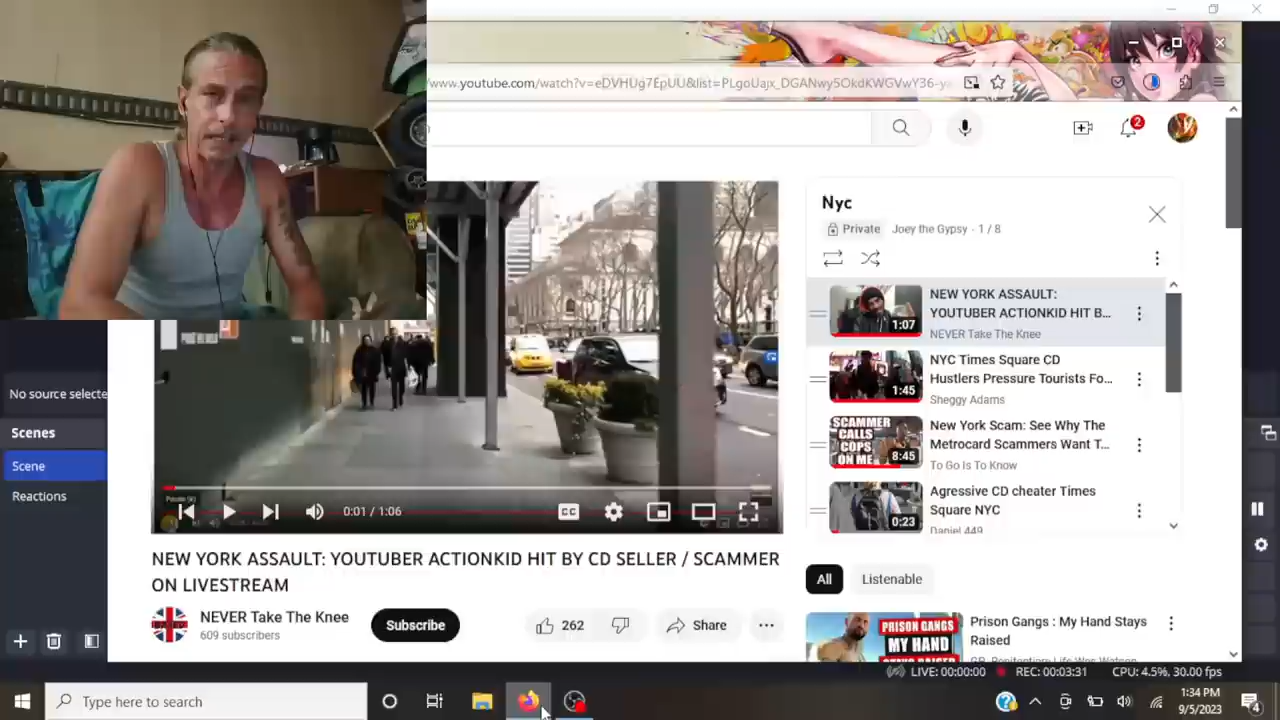 www.youtube.com/watch?v=eDVHUg7EpUU&list=PLgoUajx_DGANwy5OkdKWGVwY36-y
2
Nyc
Private Joey the Gypsy · 1 / 8
NEW YORK ASSAULT:
YOUTUBER ACTIONKID HIT B...
NEVER Take The Knee
1:07
NYC Times Square CD
Hustlers Pressure Tourists Fo...
Sheggy Adams
1:45
SCAMMER
CALLS
COPS
ON ME
8:45
New York Scam: See Why The
Metrocard Scammers Want T...
To Go Is To Know
Agressive CD cheater Times
Square NYC
Daniel 449
0:23
No source selecte
Scenes
Scene
Reactions
0:01 / 1:06
CC
NEW YORK ASSAULT: YOUTUBER ACTIONKID HIT BY CD SELLER / SCAMMER
ON LIVESTREAM
NEVER Take The Knee
609 subscribers
Subscribe
262
Share
All
Listenable
PRISON GANGS
MY HAND
Prison Gangs : My Hand Stays
Raised
LIVE: 00:00:00
REC: 00:03:31
CPU: 4.5%, 30.00 fps
Type here to search
1:34 PM
9/5/2023
4